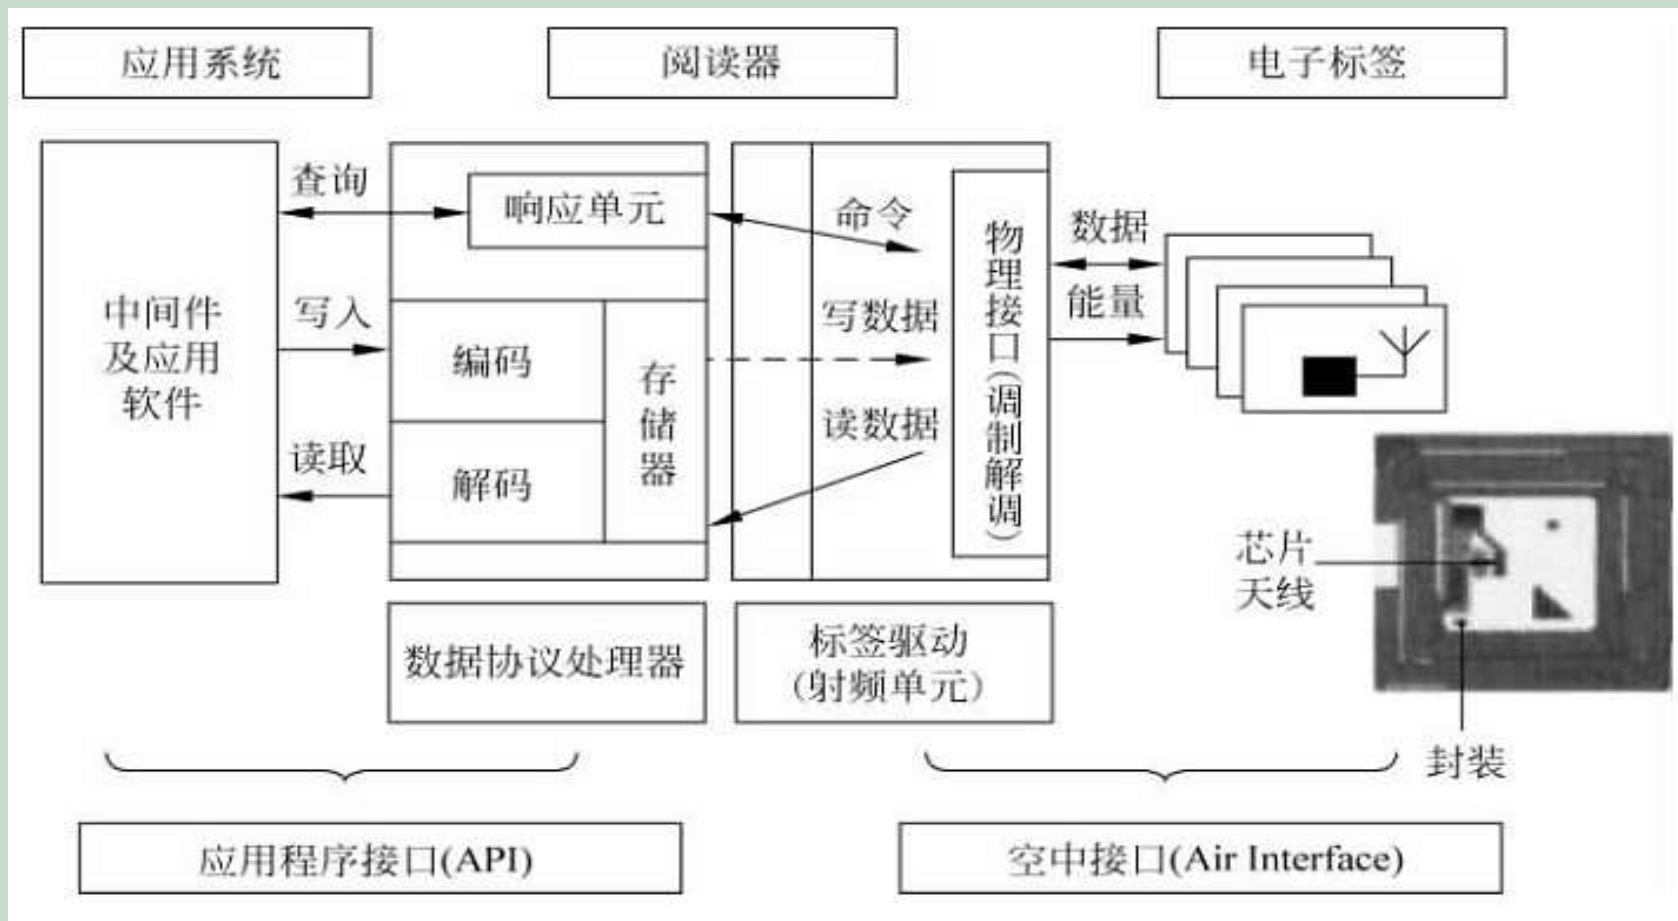 应用系统
阅读器
电子标签
查询
响应单元
命令
数据
写入
能量
中间件
及应用
软件
编码
存储器
写数据
物理接口(调制解调)
读取
解码
读数据
芯片
天线
数据协议处理器
标签驱动
(射频单元)
封装
应用程序接口(API)
空中接口(Air Interface)